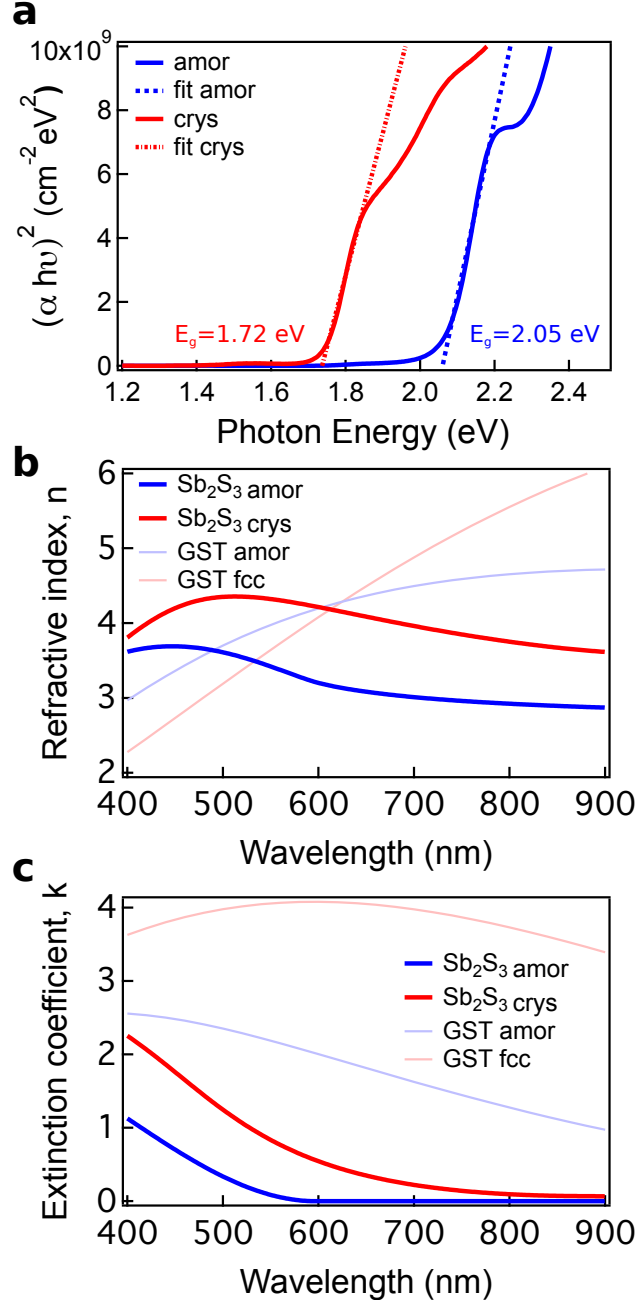 a
10x10⁹
8
6
4
2
0
(α hυ)² (cm⁻² eV²)
amor
fit amor
crys
fit crys
E_g=1.72 eV
E_g=2.05 eV
1.2 1.4 1.6 1.8 2.0 2.2 2.4
Photon Energy (eV)
b
6
5
4
3
2
Refractive index, n
Sb₂S₃ amor
Sb₂S₃ crys
GST amor
GST fcc
400 500 600 700 800 900
Wavelength (nm)
c
4
3
2
1
0
Extinction coefficient, k
Sb₂S₃ amor
Sb₂S₃ crys
GST amor
GST fcc
400 500 600 700 800 900
Wavelength (nm)